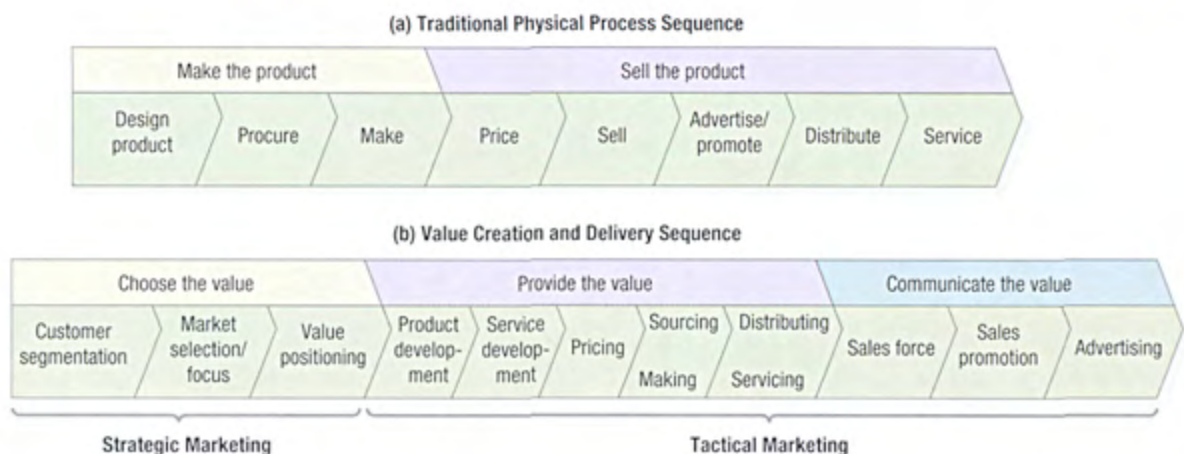 (a) Traditional Physical Process Sequence
Make the product
Sell the product
Design
product
Procure
Make
Price
Sell
Advertise/
promote
Distribute
Service
(b) Value Creation and Delivery Sequence
Choose the value
Provide the value
Communicate the value
Customer
segmentation
Market
selection/
focus
Value
positioning
Product
develop-
ment
Service
develop-
ment
Pricing
Sourcing
Making
Distributing
Servicing
Sales force
Sales
promotion
Advertising
Strategic Marketing
Tactical Marketing